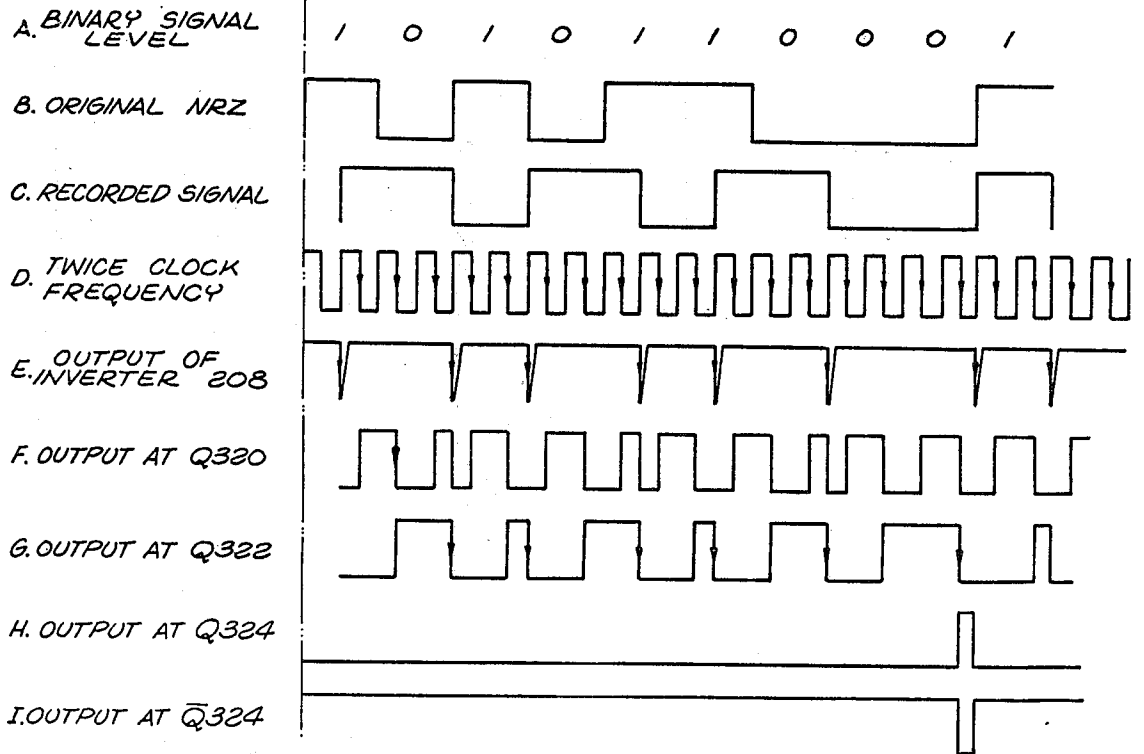 A. BINARY SIGNAL
LEVEL
1 0 1 0 1 1 0 0 0 1
B. ORIGINAL NRZ
C. RECORDED SIGNAL
D. TWICE CLOCK
FREQUENCY
E. OUTPUT OF
INVERTER 208
F. OUTPUT AT Q320
G. OUTPUT AT Q322
H. OUTPUT AT Q324
I. OUTPUT AT Q̅324